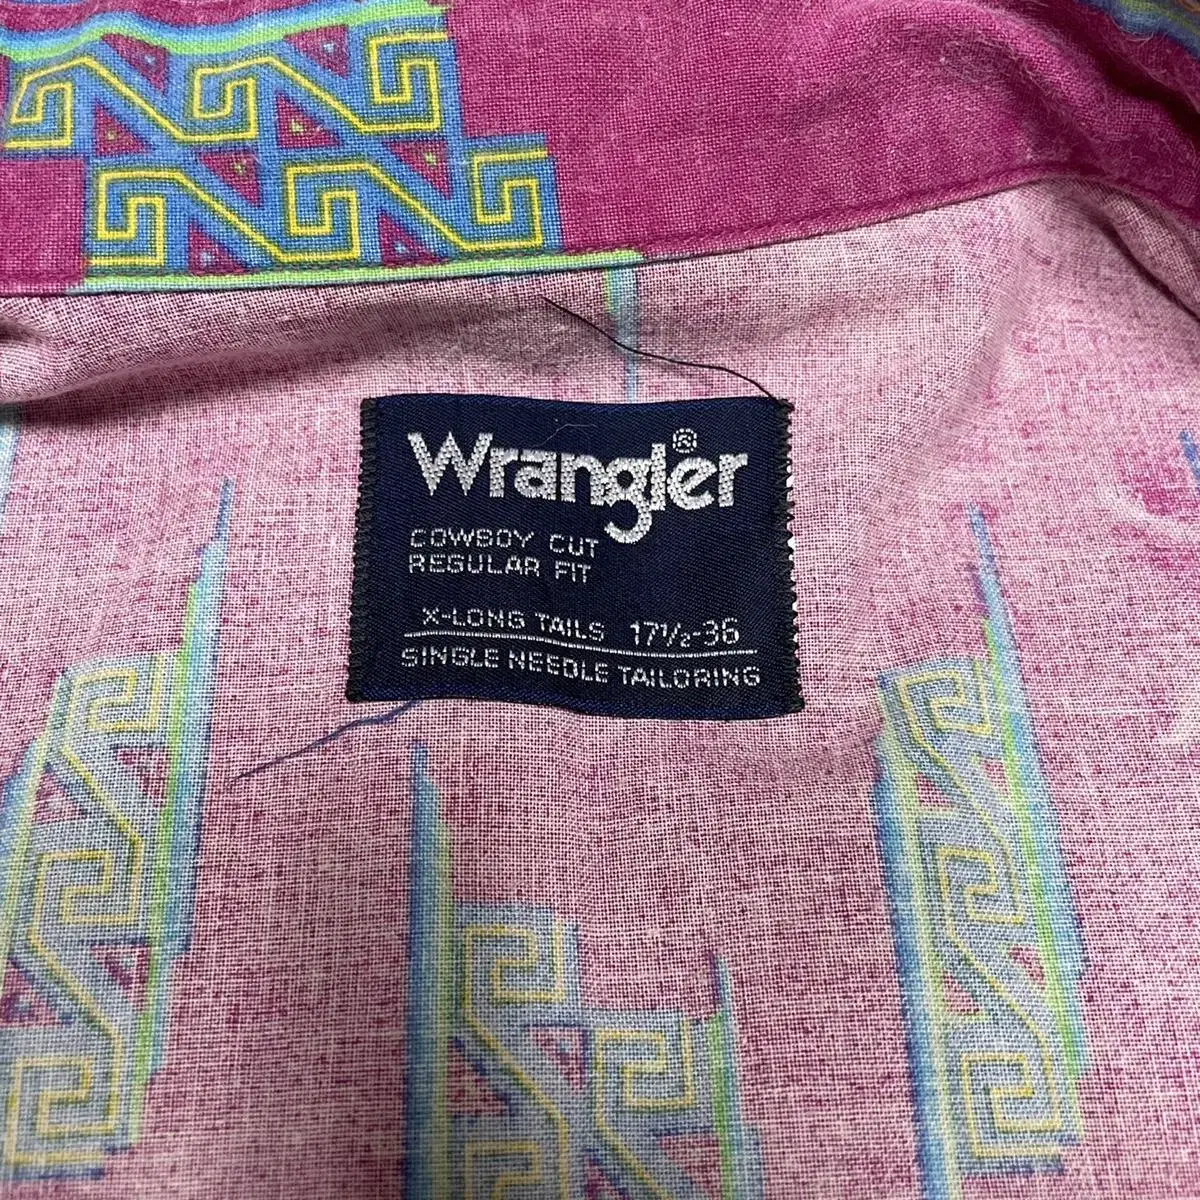 Wrangler®
COWBOY CUT
REGULAR FIT
X-LONG TAILS 17½-36
SINGLE NEEDLE TAILORING